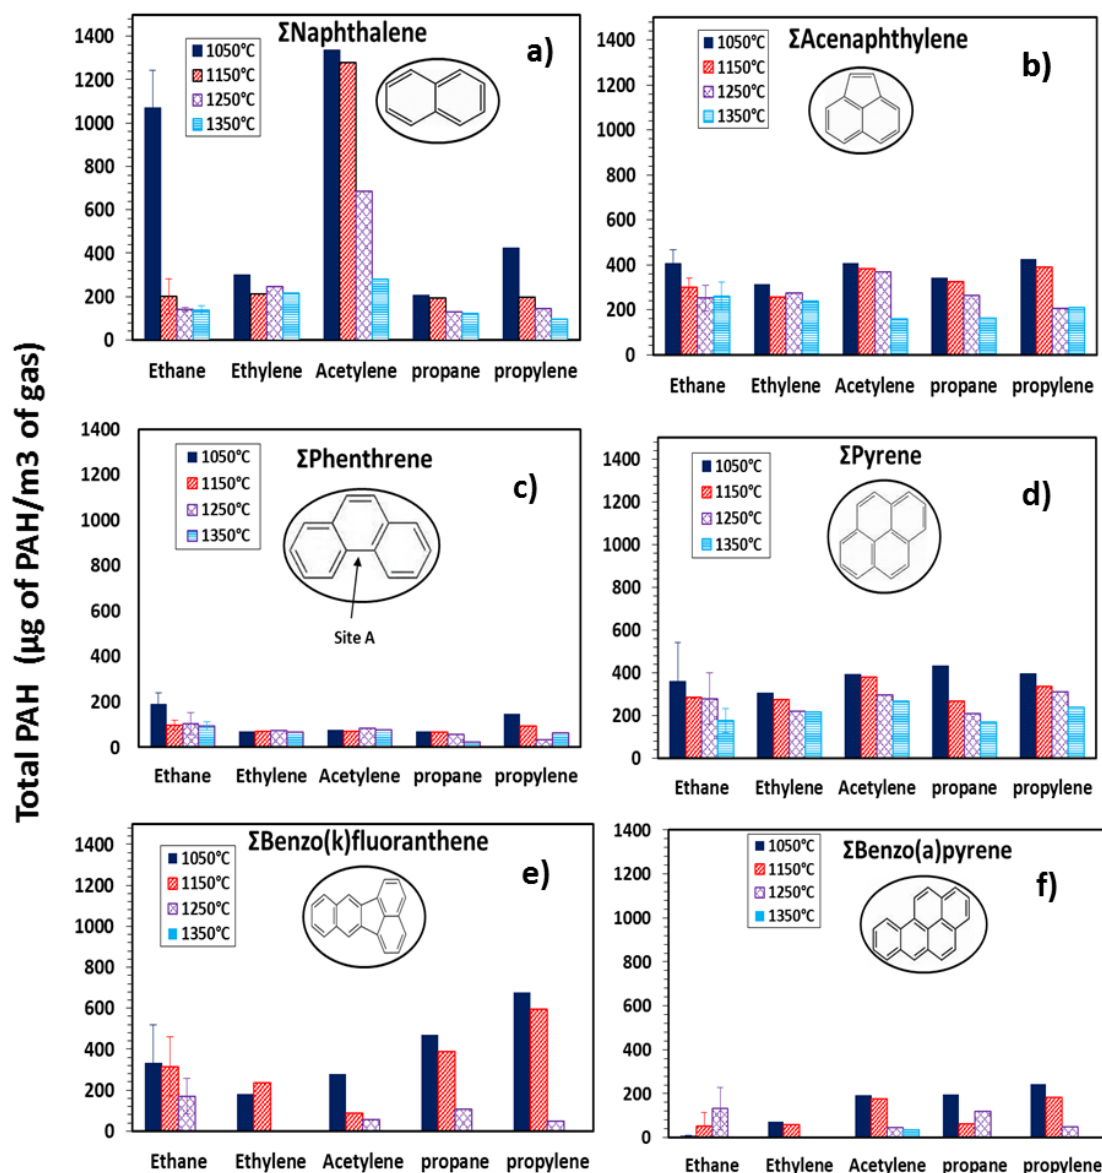 Total PAH (µg of PAH/m3 of gas)
ΣNaphthalene
a)
1050°C
1150°C
1250°C
1350°C
1400
1200
1000
800
600
400
200
0
Ethane Ethylene Acetylene propane propylene
ΣAcenaphthylene
b)
1050°C
1150°C
1250°C
1350°C
1400
1200
1000
800
600
400
200
0
Ethane Ethylene Acetylene propane propylene
ΣPhenthrene
c)
1050°C
1150°C
1250°C
1350°C
Site A
1400
1200
1000
800
600
400
200
0
Ethane Ethylene Acetylene propane propylene
ΣPyrene
d)
1050°C
1150°C
1250°C
1350°C
1400
1200
1000
800
600
400
200
0
Ethane Ethylene Acetylene propane propylene
ΣBenzo(k)fluoranthene
e)
1050°C
1150°C
1250°C
1350°C
1400
1200
1000
800
600
400
200
0
Ethane Ethylene Acetylene propane propylene
ΣBenzo(a)pyrene
f)
1050°C
1150°C
1250°C
1350°C
1400
1200
1000
800
600
400
200
0
Ethane Ethylene Acetylene propane propylene